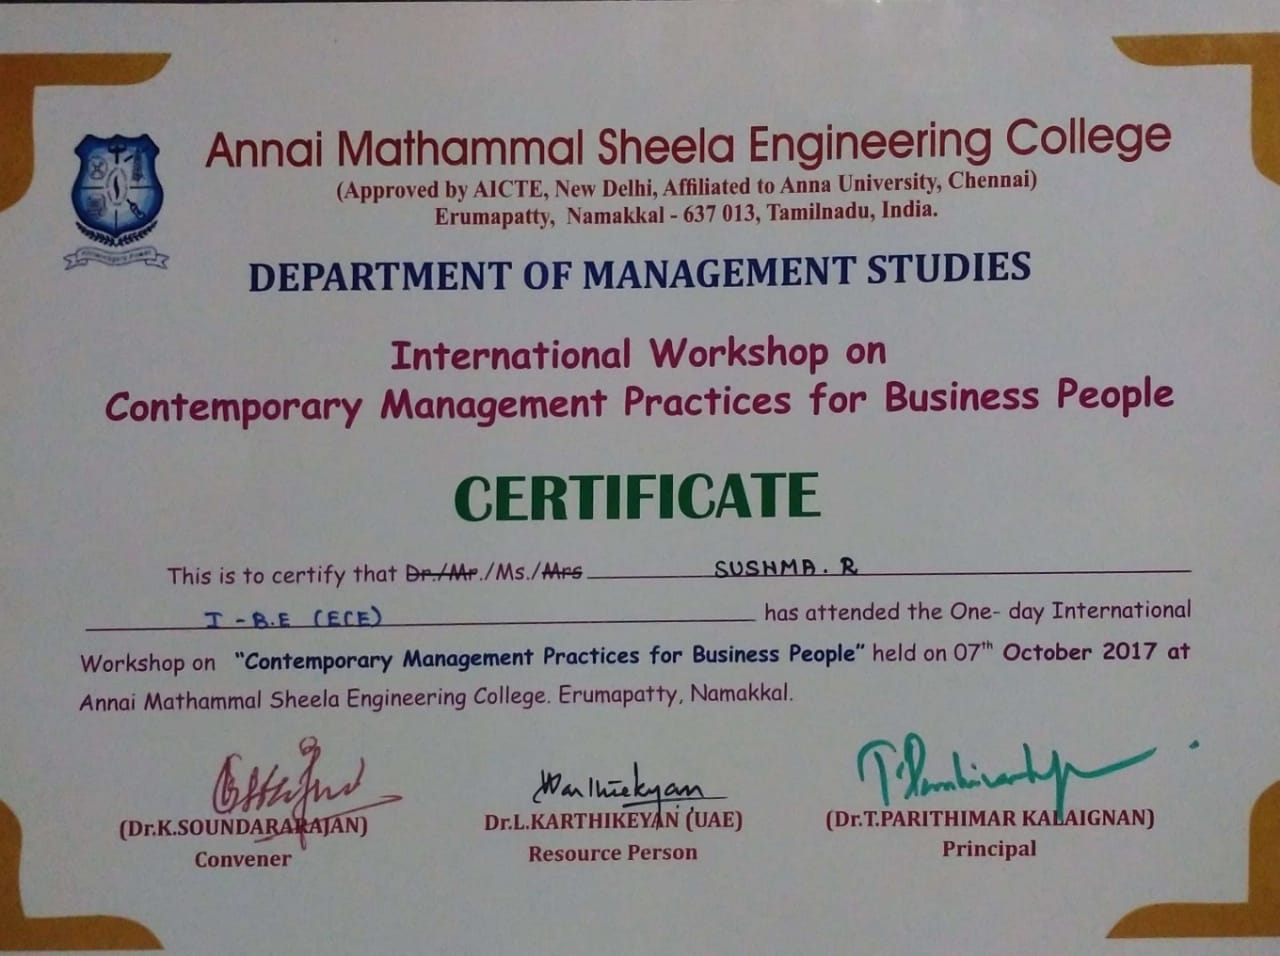 Annai Mathammal Sheela Engineering College
(Approved by AICTE, New Delhi, Affiliated to Anna University, Chennai)
Erumapatty, Namakkal - 637 013, Tamilnadu, India.
DEPARTMENT OF MANAGEMENT STUDIES
International Workshop on
Contemporary Management Practices for Business People
CERTIFICATE
This is to certify that Dr./Mr./Ms./Mrs SUSHMA. R
I - B.E (ECE) has attended the One- day International
Workshop on "Contemporary Management Practices for Business People" held on 07th October 2017 at
Annai Mathammal Sheela Engineering College. Erumapatty, Namakkal.
(Dr.K.SOUNDARARAJAN) Dr.L.KARTHIKEYAN (UAE) (Dr.T.PARITHIMAR KALAIGNAN)
Convener Resource Person Principal